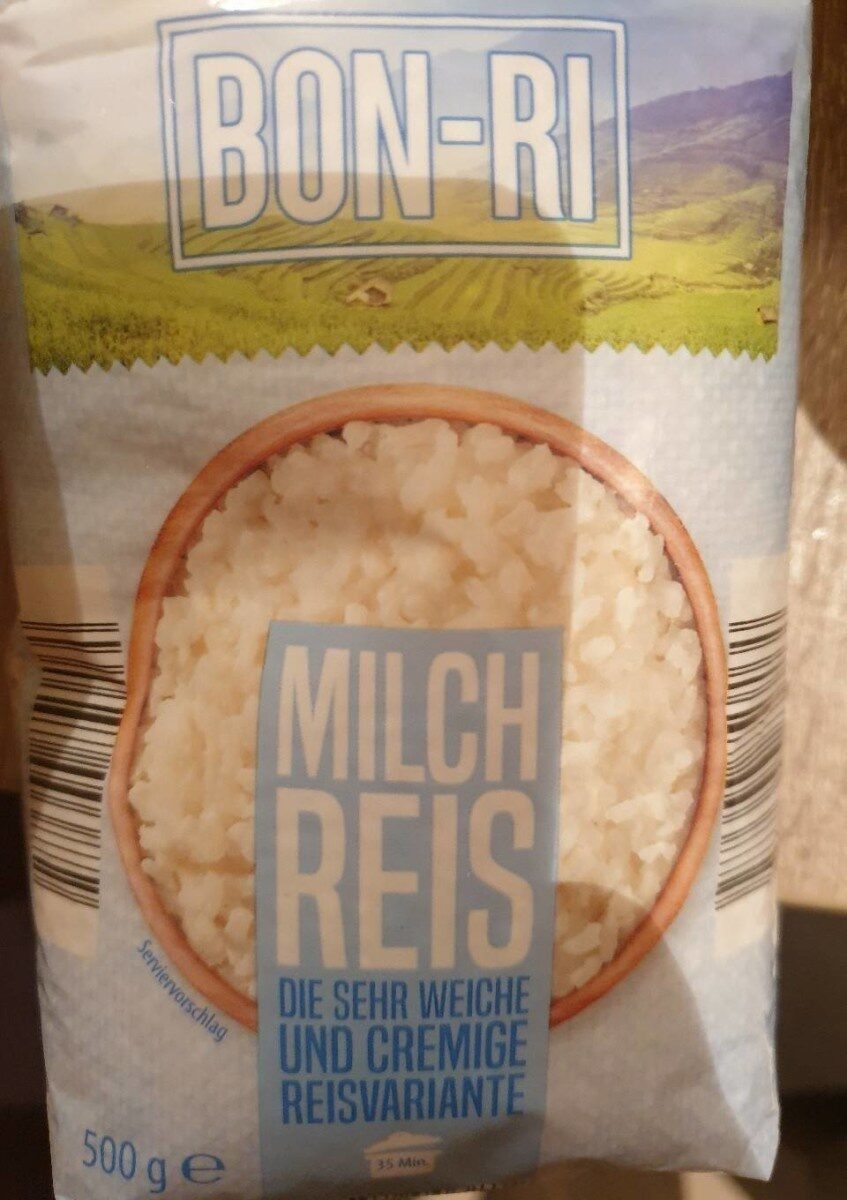 BON-RI
MILCH
REIS
DIE SEHR WEICHE
UND CREMIGE
REISVARIANTE
Serviervorschlag
500 g e
35 Min.